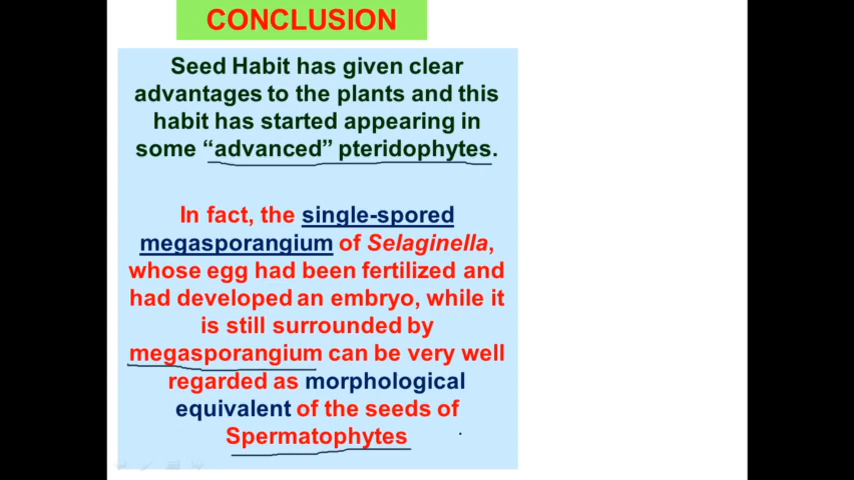 CONCLUSION
Seed Habit has given clear
advantages to the plants and this
habit has started appearing in
some “advanced” pteridophytes.
In fact, the single-spored
megasporangium of Selaginella,
whose egg had been fertilized and
had developed an embryo, while it
is still surrounded by
megasporangium can be very well
regarded as morphological
equivalent of the seeds of
Spermatophytes